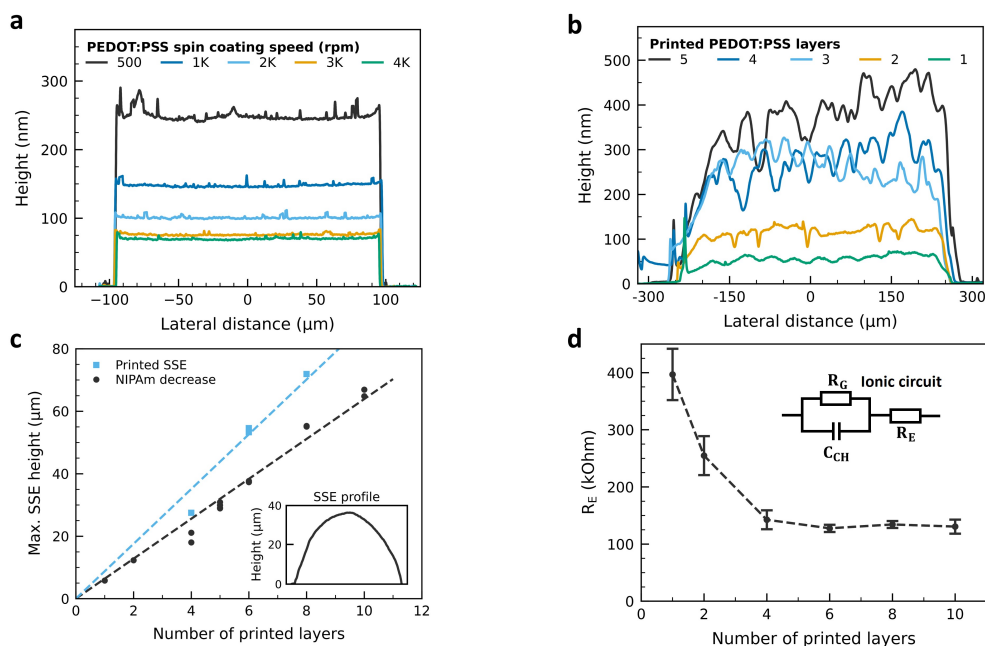 a
PEDOT:PSS spin coating speed (rpm)
500 1K 2K 3K 4K
300
250
200
150
100
50
0
Height (nm)
−100 −50 0 50 100
Lateral distance (μm)
b
Printed PEDOT:PSS layers
5 4 3 2 1
500
400
300
200
100
0
Height (nm)
-300 -150 0 150 300
Lateral distance (μm)
c
Printed SSE
NIPAm decrease
80
60
40
20
0
Max. SSE height (μm)
SSE profile
40
20
0
Height (μm)
0 2 4 6 8 10 12
Number of printed layers
d
400
300
200
100
0
R_E (kOhm)
Ionic circuit
R_G
C_CH
R_E
0 2 4 6 8 10
Number of printed layers